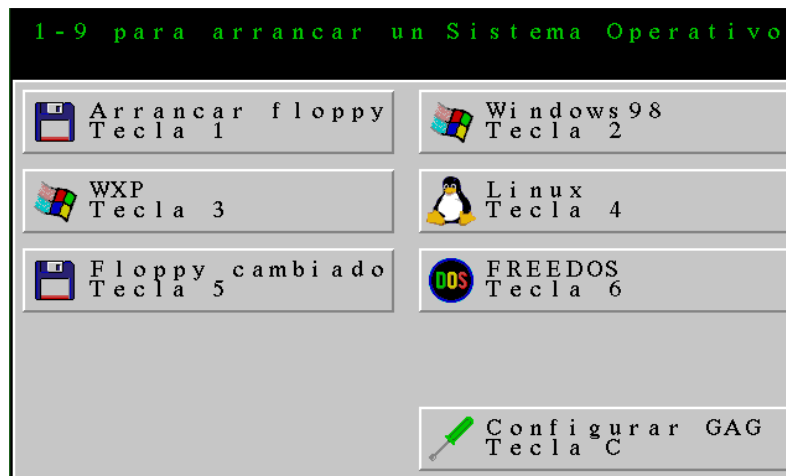 1-9 para arrancar un Sistema Operativo
Arrancar floppy
Tecla 1
Windows98
Tecla 2
WXP
Tecla 3
Linux
Tecla 4
Floppy cambiado
Tecla 5
DOS
FREEDOS
Tecla 6
Configurar GAG
Tecla C